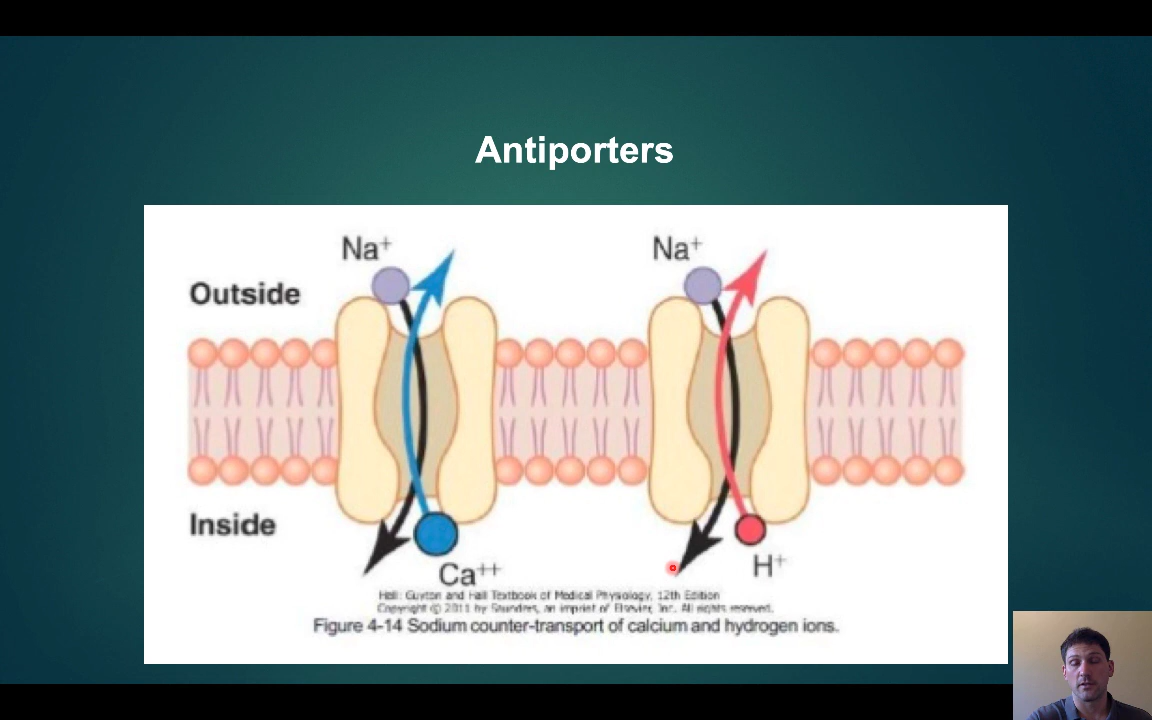 Antiporters
Na⁺ Na⁺
Outside
Inside
Ca⁺⁺ H⁺
Hall: Guyton and Hall Textbook of Medical Physiology, 12th Edition
Copyright © 2011 by Saunders, an imprint of Elsevier, Inc. All rights reserved.
Figure 4-14 Sodium counter-transport of calcium and hydrogen ions.